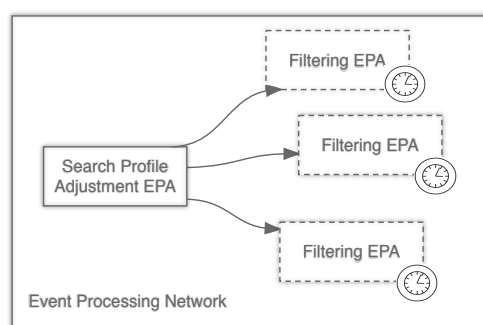 Filtering EPA
Filtering EPA
Search Profile
Adjustment EPA
Filtering EPA
Event Processing Network